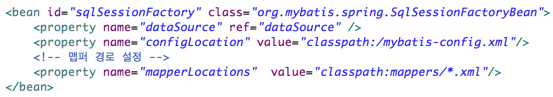 <bean id="sqlSessionFactory" class="org.mybatis.spring.SqlSessionFactoryBean">
<property name="dataSource" ref="dataSource" />
<property name="configLocation" value="classpath:/mybatis-config.xml"/>
<!-- 맵퍼 경로 설정 -->
<property name="mapperLocations"  value="classpath:mappers/*.xml"/>
</bean>